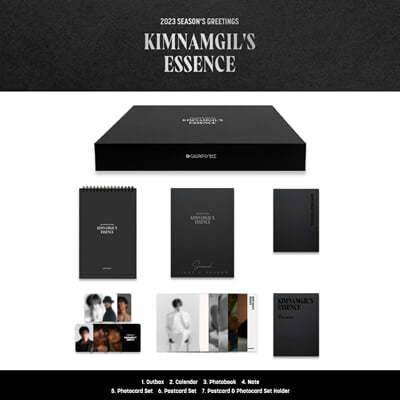 2023 SEASON'S GREETINGS
KIMNAMGIL'S
ESSENCE
KIMNAMGIL'S
ESSENCE
KIMNAMGIL'S
ESSENCE
KIMNAMGIL'S
ESSENCE
KIMNAMGIL'S
ESSENCE
1. Outbox 2. Calendar 3. Photobook 4. Note
5. Photocard Set 6. Postcard Set 7. Postcard & Photocard Set Holder